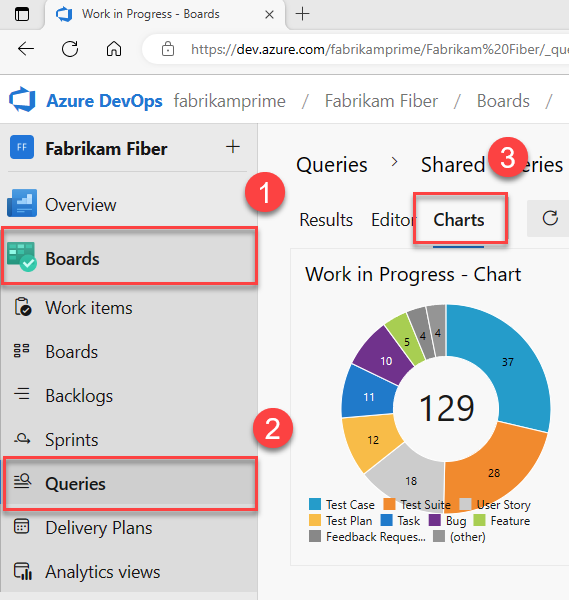 Work in Progress - Boards
https://dev.azure.com/fabrikamprime/Fabrikam%20Fiber/_qu
Azure DevOps fabrikamprime / Fabrikam Fiber / Boards /
FF Fabrikam Fiber +
Overview
Boards
Work items
Boards
Backlogs
Sprints
Queries
Delivery Plans
Analytics views
1
2
3
Queries > Shared
Results Editor Charts
Work in Progress - Chart
37
28
18
12
11
10
5
4
4
129
Test Case Test Suite User Story
Test Plan Task Bug Feature
Feedback Reques... (other)